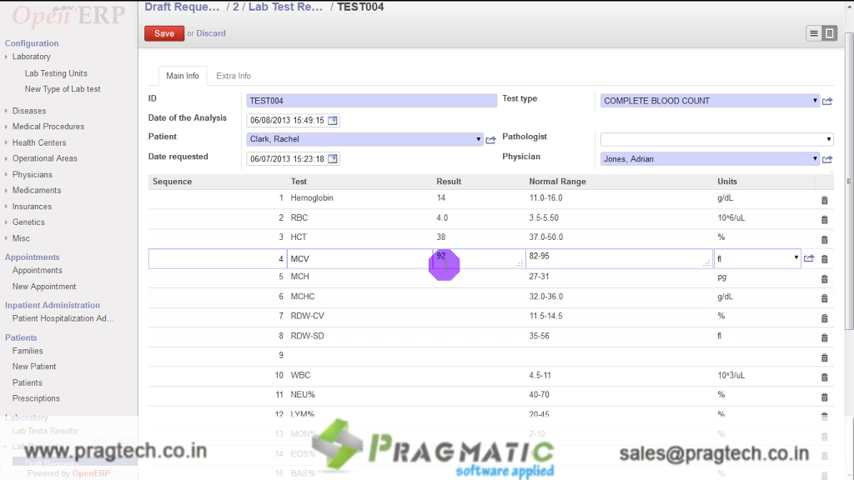 Open ERP
Draft Reque... / 2 / Lab Test Re... / TEST004
Save or Discard
Configuration
Laboratory
Lab Testing Units
New Type of Lab test
Diseases
Medical Procedures
Health Centers
Operational Areas
Physicians
Medicaments
Insurances
Genetics
Misc
Appointments
Appointments
New Appointment
Inpatient Administration
Patient Hospitalization Ad...
Patients
Families
New Patient
Patients
Prescriptions
Laboratory
Lab Tests Results
Powered by OpenERP
Main Info Extra Info
ID TEST004 Test type COMPLETE BLOOD COUNT
Date of the Analysis 06/08/2013 15:49:15
Patient Clark, Rachel Pathologist
Date requested 06/07/2013 15:23:18 Physician Jones, Adrian
Sequence Test Result Normal Range Units
1 Hemoglobin 14 11.0-16.0 g/dL
2 RBC 4.0 3.5-5.50 10^6/uL
3 HCT 38 37.0-50.0 %
4 MCV 92 82-95 fl
5 MCH 27-31 pg
6 MCHC 32.0-36.0 g/dL
7 RDW-CV 11.5-14.5 %
8 RDW-SD 35-56 fl
9
10 WBC 4.5-11 10^3/uL
11 NEU% 40-70 %
12 LYM% 20-45 %
13 MON% 2-10 %
14 EOS%
15 BAS%
www.pragtech.co.in
PRAGMATIC
software applied
sales@pragtech.co.in